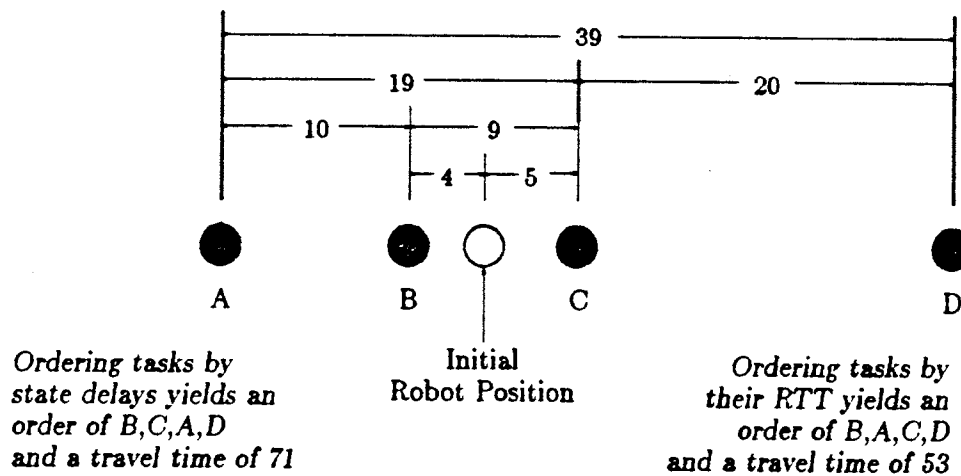 39
19
20
10
9
4
5
A
B
C
D
Initial
Robot Position
Ordering tasks by
state delays yields an
order of B,C,A,D
and a travel time of 71
Ordering tasks by
their RTT yields an
order of B,A,C,D
and a travel time of 53